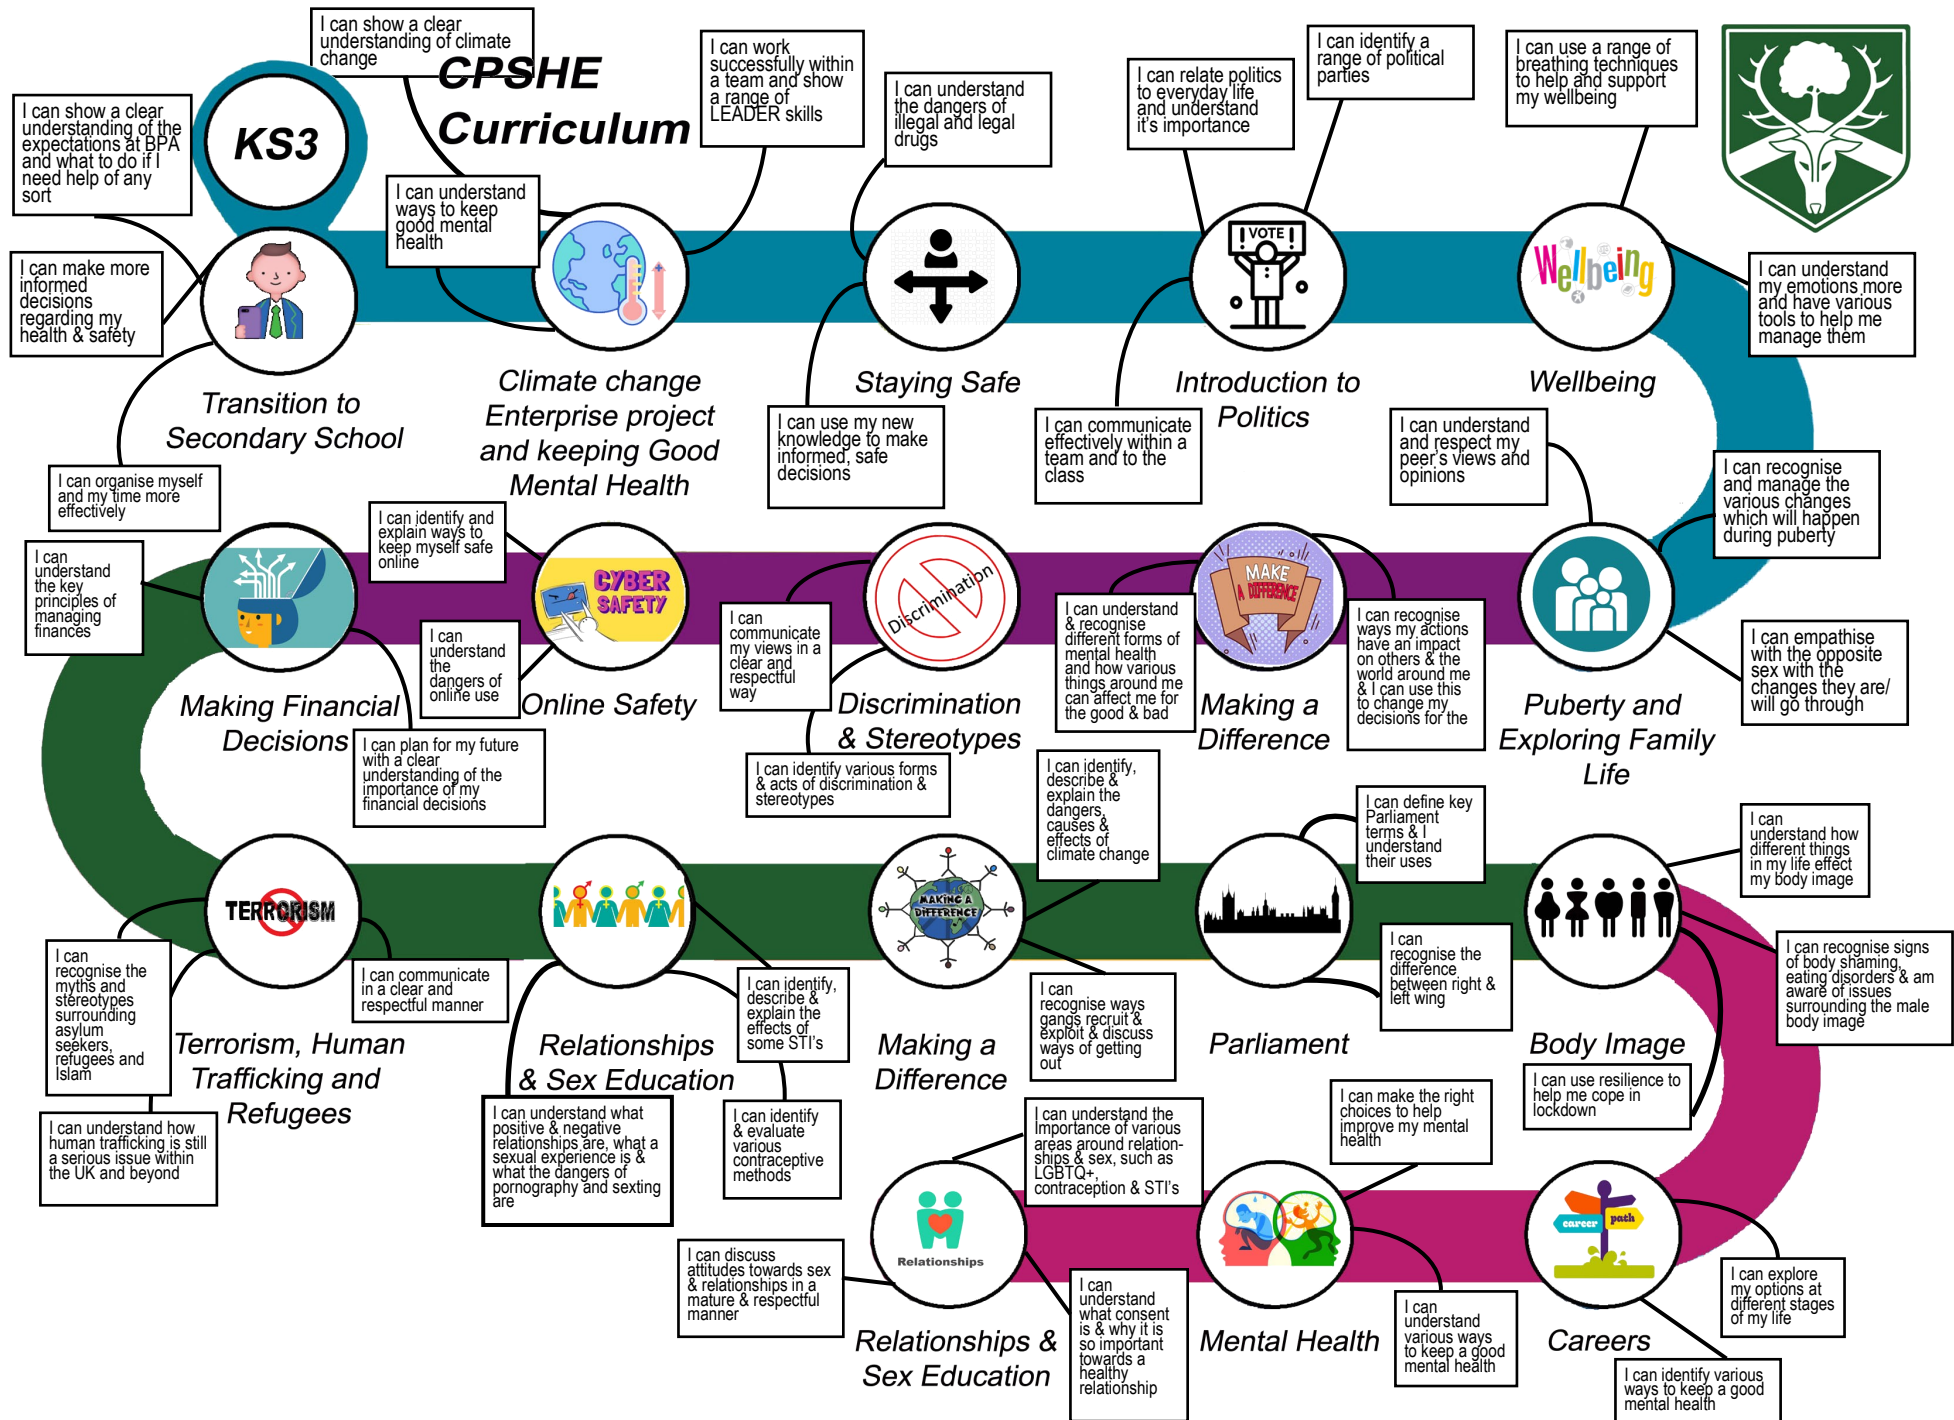 I can show a clear
understanding of climate
change
CPSHE
Curriculum
KS3
I can show a clear
understanding of the
expectations at BPA
and what to do if I
need help of any
sort
I can make more
informed
decisions
regarding my
health & safety
I can organise myself
and my time more
effectively
Transition to
Secondary School
I can understand
ways to keep
good mental
health
I can work
successfully within
a team and show
a range of
LEADER skills
Climate change
Enterprise project
and keeping Good
Mental Health
I can understand
the dangers of
illegal and legal
drugs
I can use my new
knowledge to make
informed, safe
decisions
Staying Safe
I can relate politics
to everyday life
and understand
it's importance
I can identify a
range of political
parties
VOTE
I can communicate
effectively within a
team and to the
class
Introduction to
Politics
I can use a range of
breathing techniques
to help and support
my wellbeing
Wellbeing
I can understand
my emotions more
and have various
tools to help me
manage them
Wellbeing
I can understand
and respect my
peer's views and
opinions
I can recognise
and manage the
various changes
which will happen
during puberty
I can empathise
with the opposite
sex with the
changes they are/
will go through
Puberty and
Exploring Family
Life
I can understand
& recognise
different forms of
mental health
and how various
things around me
can affect me for
the good & bad
MAKE
A DIFFERENCE
I can recognise
ways my actions
have an impact
on others & the
world around me
& I can use this
to change my
decisions for the
Making a
Difference
I can
communicate
my views in a
clear and
respectful
way
Discrimination
I can identify various forms
& acts of discrimination &
stereotypes
Discrimination
& Stereotypes
I can identify and
explain ways to
keep myself safe
online
CYBER
SAFETY
I can
understand
the
dangers of
online use
Online Safety
I can
understand
the key
principles of
managing
finances
I can plan for my future
with a clear
understanding of the
importance of my
financial decisions
Making Financial
Decisions
TERRORISM
I can
recognise the
myths and
stereotypes
surrounding
asylum
seekers,
refugees and
Islam
I can communicate
in a clear and
respectful manner
I can understand how
human trafficking is still
a serious issue within
the UK and beyond
Terrorism, Human
Trafficking and
Refugees
I can identify,
describe &
explain the
effects of
some STI's
I can understand what
positive & negative
relationships are, what a
sexual experience is &
what the dangers of
pornography and sexting
are
I can identify
& evaluate
various
contraceptive
methods
Relationships
& Sex Education
I can identify,
describe &
explain the
dangers,
causes &
effects of
climate change
MAKING A
DIFFERENCE
I can
recognise ways
gangs recruit &
exploit & discuss
ways of getting
out
Making a
Difference
I can define key
Parliament
terms & I
understand
their uses
I can
recognise the
difference
between right &
left wing
Parliament
I can
understand how
different things
in my life effect
my body image
I can recognise signs
of body shaming,
eating disorders & am
aware of issues
surrounding the male
body image
I can use resilience to
help me cope in
lockdown
Body Image
career
path
I can explore
my options at
different stages
of my life
I can identify various
ways to keep a good
mental health
Careers
I can make the right
choices to help
improve my mental
health
I can
understand
various ways
to keep a good
mental health
Mental Health
I can understand the
Importance of various
areas around relation-
ships & sex, such as
LGBTQ+,
contraception & STI's
Relationships
I can discuss
attitudes towards sex
& relationships in a
mature & respectful
manner
I can
understand
what consent
is & why it is
so important
towards a
healthy
relationship
Relationships &
Sex Education